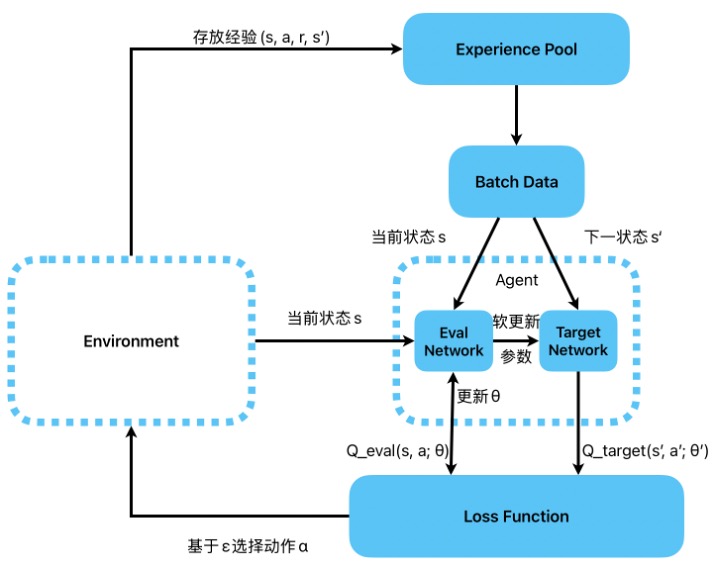 存放经验 (s, a, r, s′)
Experience Pool
Batch Data
当前状态 s
下一状态 s‘
Agent
Environment
当前状态 s
Eval
Network
软更新
参数
Target
Network
更新 θ
Q_eval(s, a; θ)
Q_target(s′, a′; θ′)
Loss Function
基于 ε 选择动作 α